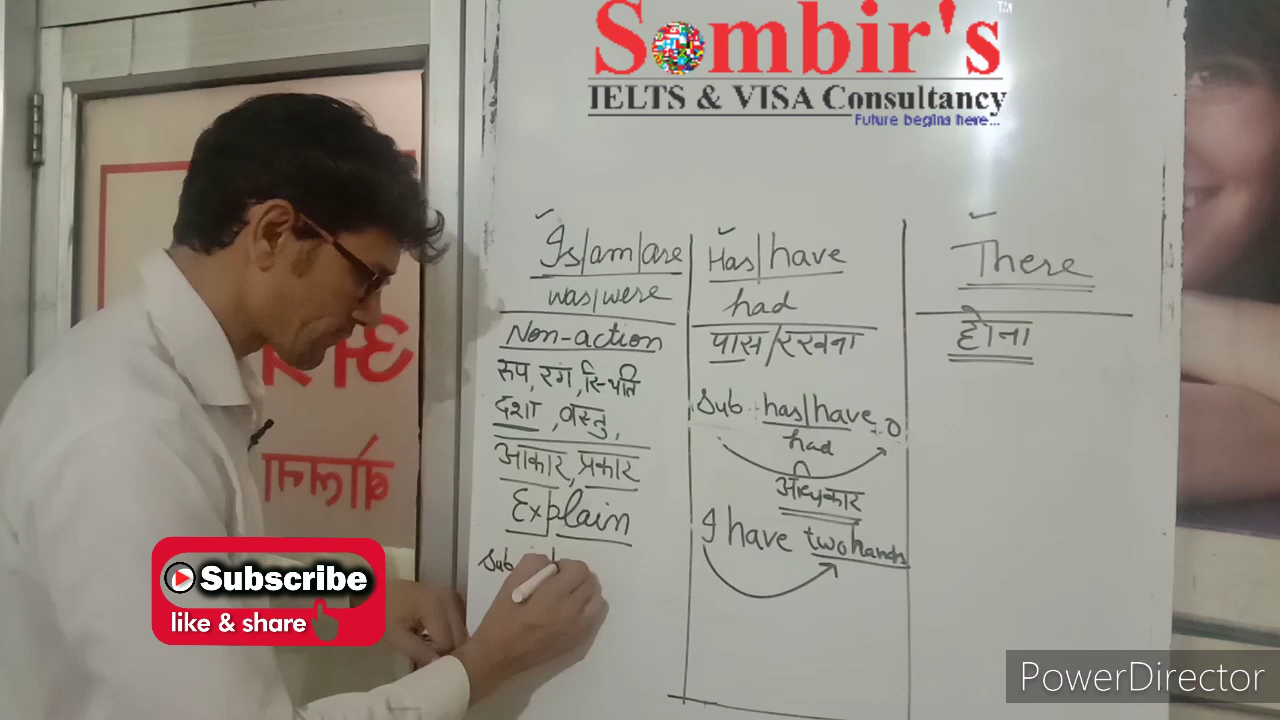 Sombir's
TM
IELTS & VISA Consultancy
Future begins here...
Is/am/are
was/were
Non-action
रूप, रंग, स्थिति
दशा, वस्तु,
आकार, प्रकार
Explain
Sub
Has/have
had
पास/रखना
Sub has/have O
had
अधिकार
I have two hands
There
होना
Subscribe
like & share
PowerDirector